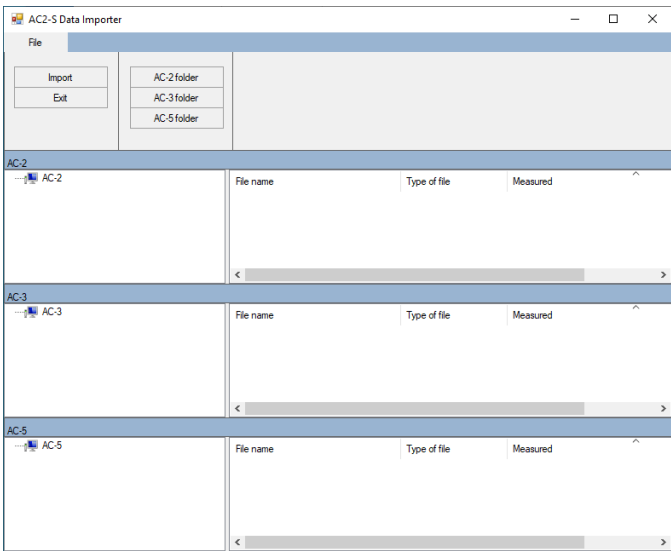 AC2-S Data Importer
File
Import
Exit
AC-2 folder
AC-3 folder
AC-5 folder
AC-2
AC-2
File name Type of file Measured
AC-3
AC-3
File name Type of file Measured
AC-5
AC-5
File name Type of file Measured